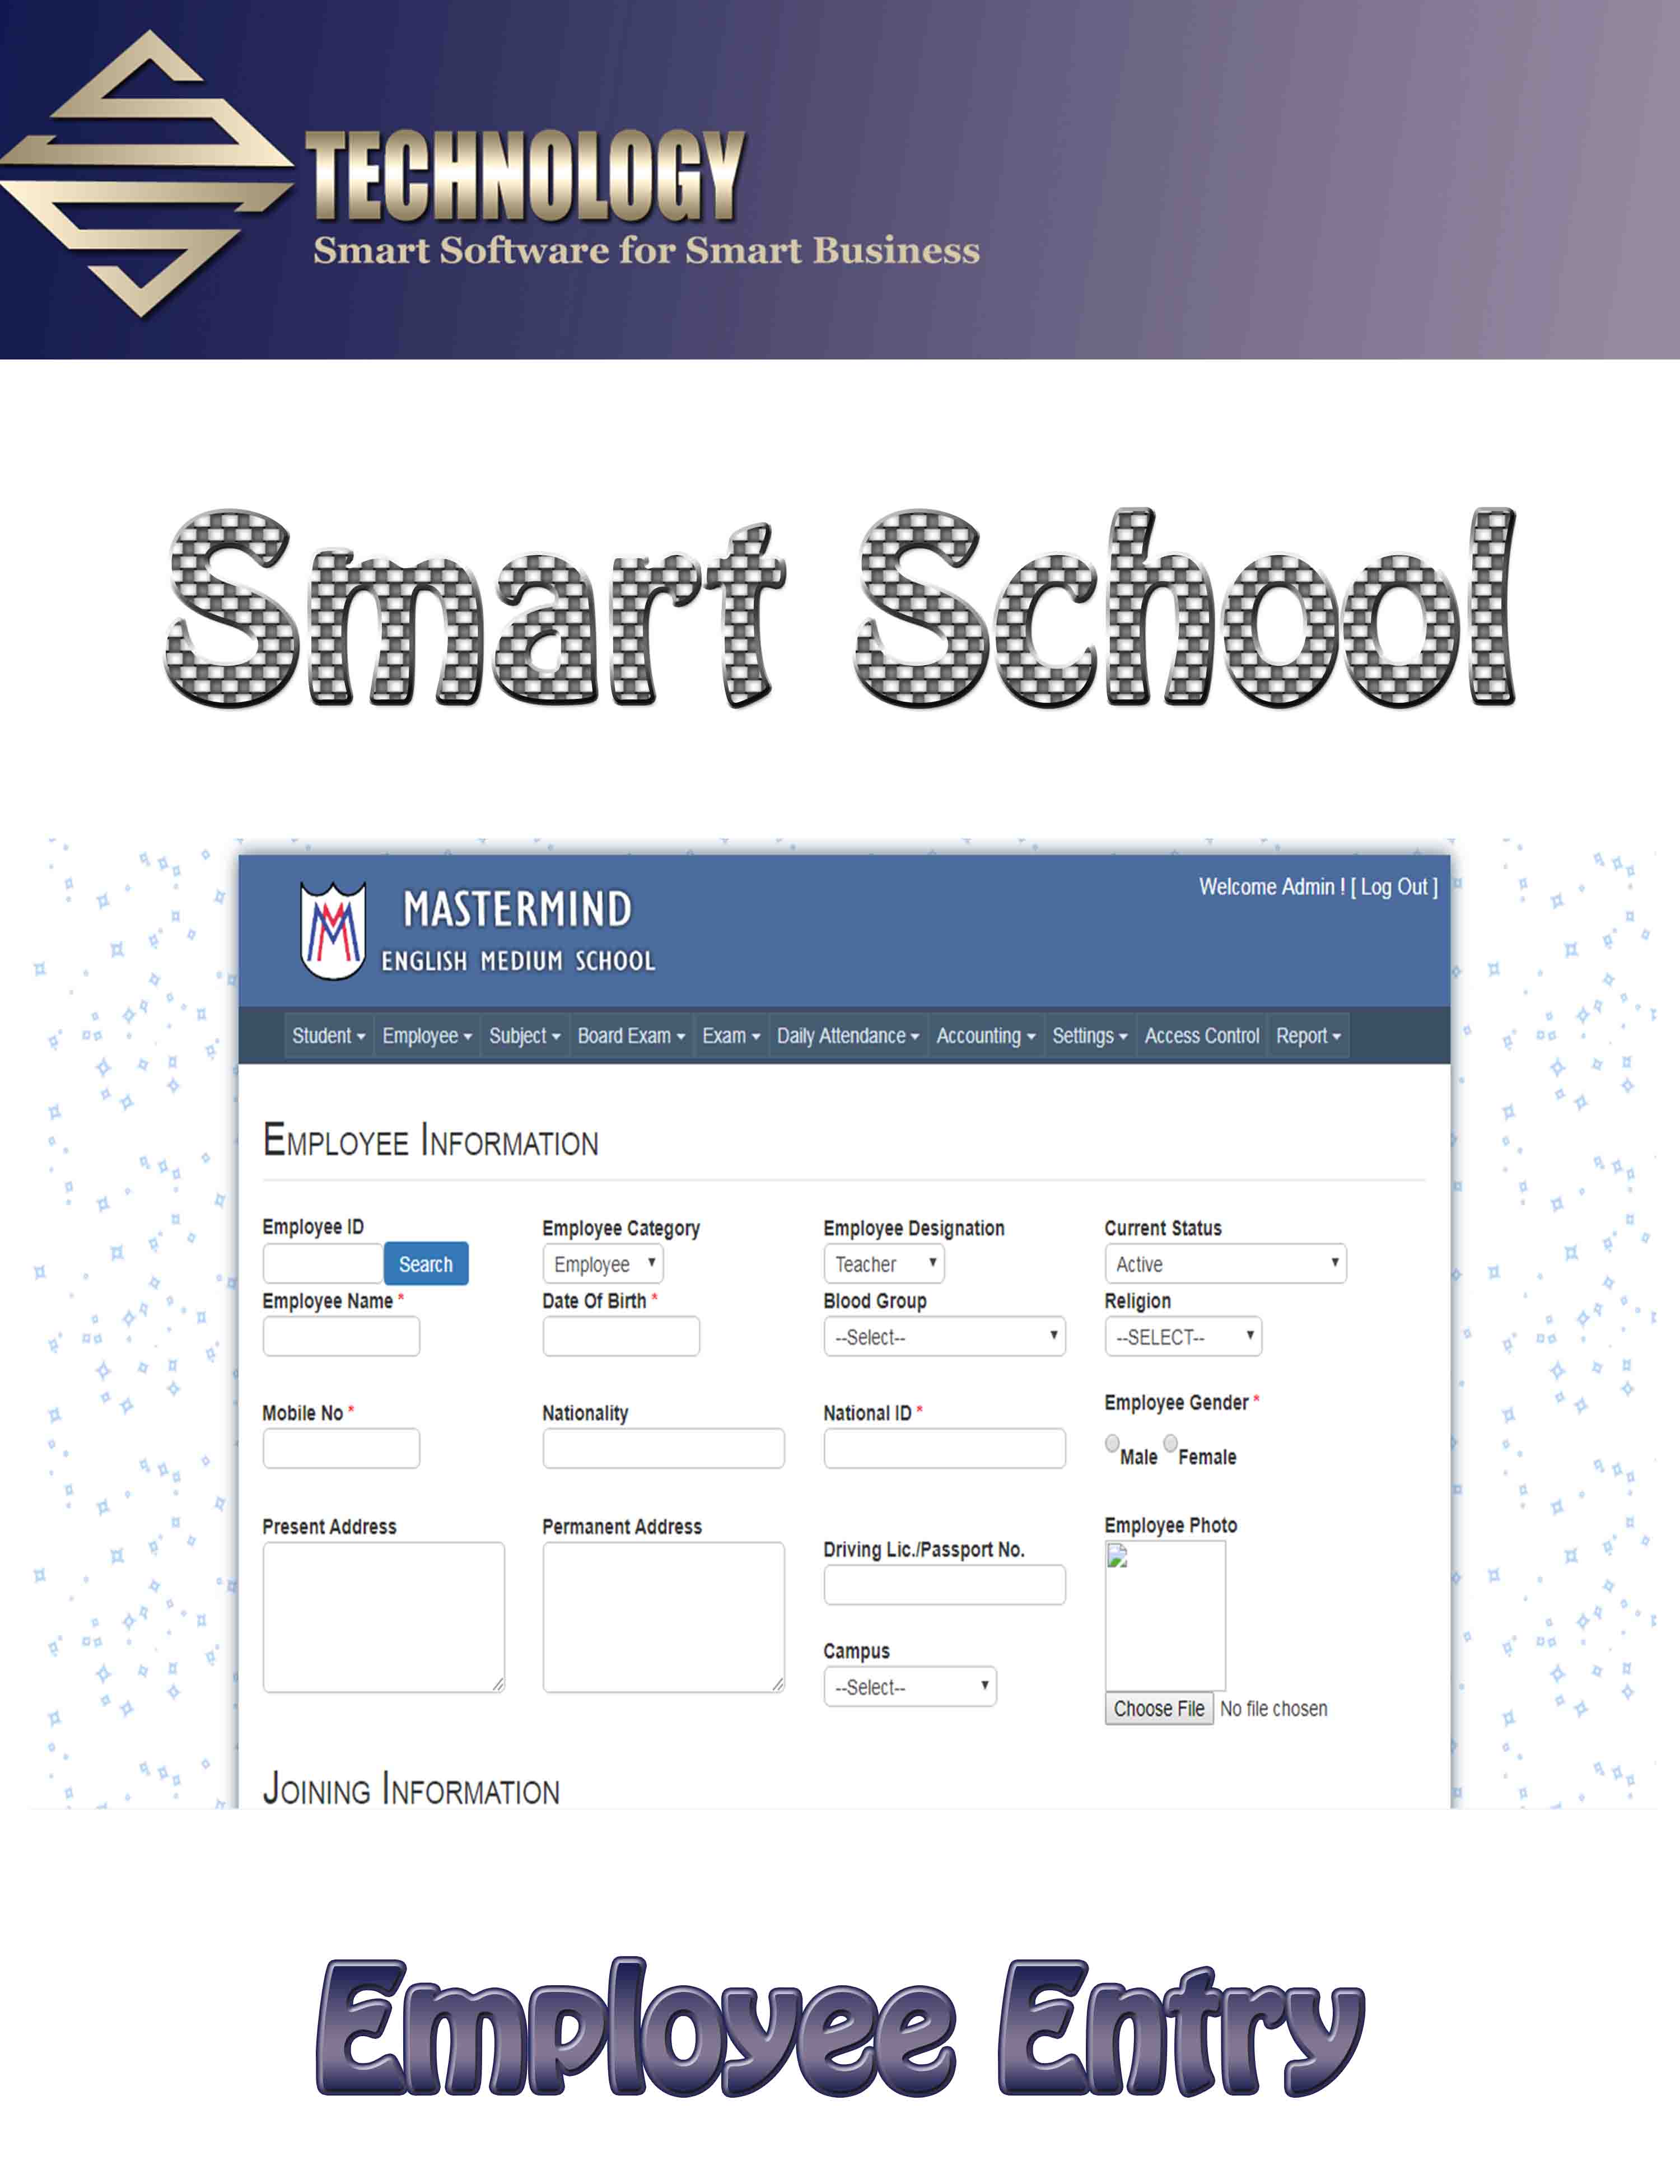 TECHNOLOGY
Smart Software for Smart Business
Smart School
Welcome Admin ! [ Log Out ]
MASTERMIND
ENGLISH MEDIUM SCHOOL
Student Employee Subject Board Exam Exam Daily Attendance Accounting Settings Access Control Report
EMPLOYEE INFORMATION
Employee ID Employee Category Employee Designation Current Status
Search Employee Teacher Active
Employee Name * Date Of Birth * Blood Group Religion
--Select-- --SELECT--
Mobile No * Nationality National ID * Employee Gender *
Male Female
Present Address Permanent Address Driving Lic./Passport No. Employee Photo
Campus
--Select--
Choose File No file chosen
JOINING INFORMATION
Employee Entry